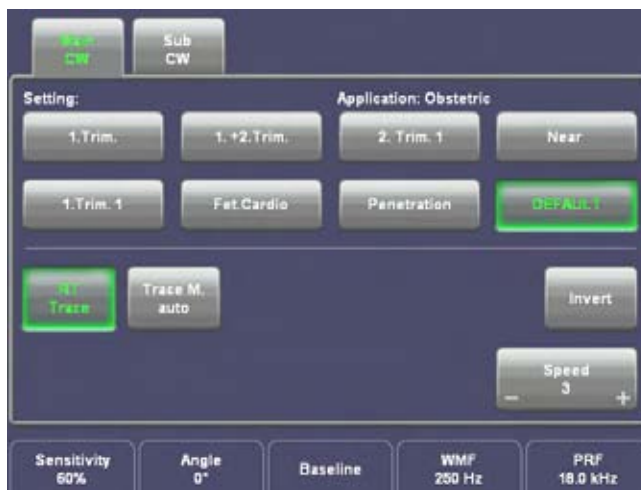 Main
CW
Sub
CW
Setting:
Application: Obstetric
1.Trim.
1. +2.Trim.
2. Trim. 1
Near
1.Trim. 1
Fet.Cardio
Penetration
DEFAULT
RT
Trace
Trace M.
auto
Invert
Speed
3
- +
Sensitivity
60%
Angle
0°
Baseline
WMF
250 Hz
PRF
18.0 kHz